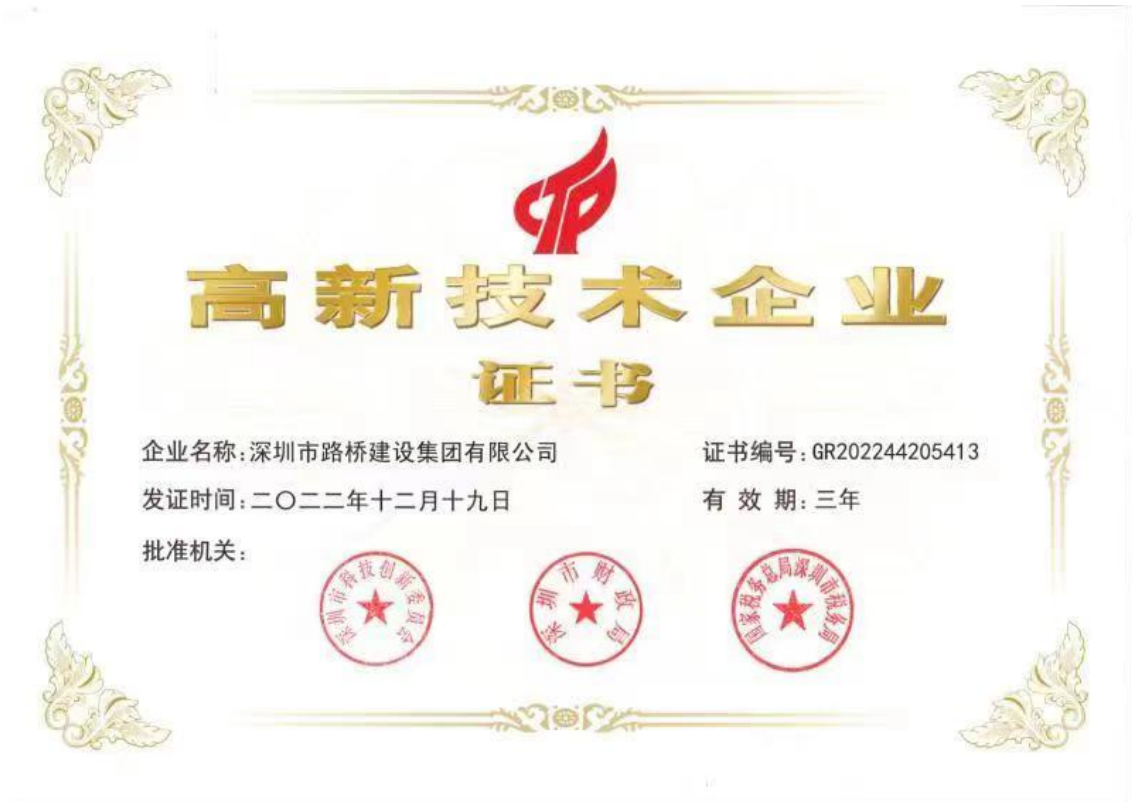 CTP
高新技术企业
证书
企业名称:深圳市路桥建设集团有限公司
证书编号:GR202244205413
发证时间:二〇二二年十二月十九日
有 效 期:三年
批准机关:
深圳市科技创新委员会
深圳市财政局
国家税务总局深圳市税务局